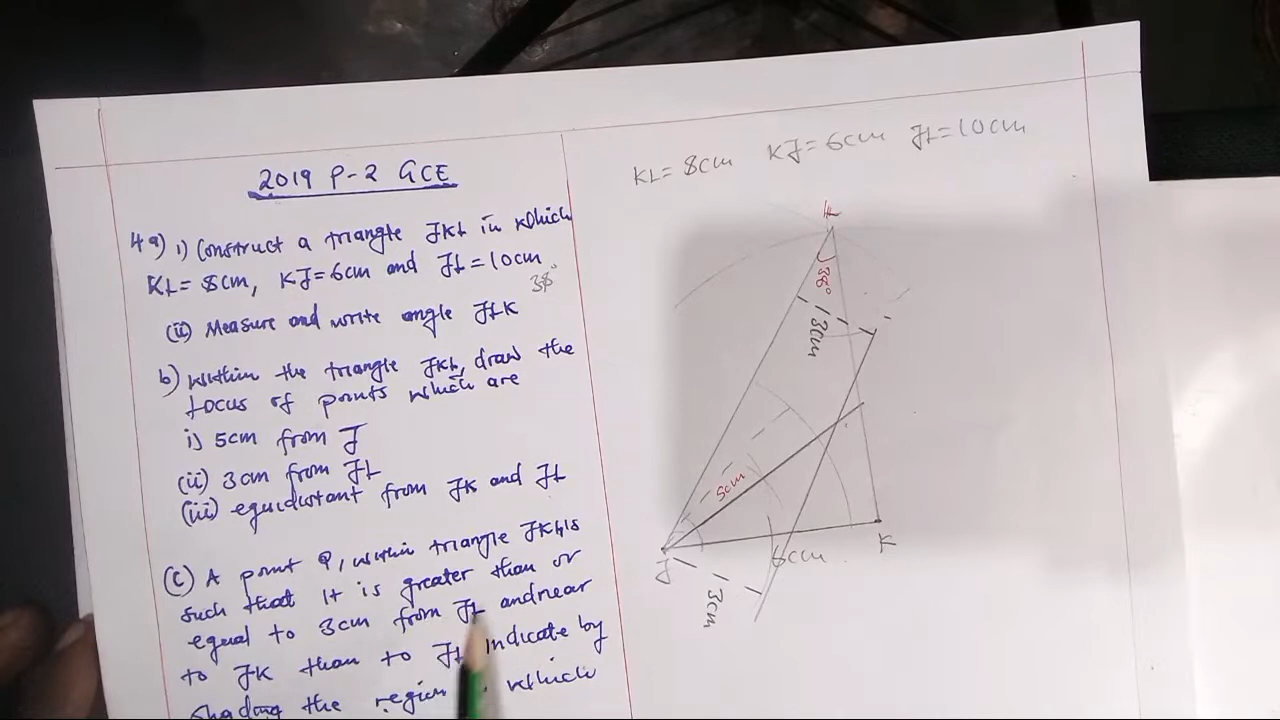 2019 P-2 GCE
4a) i) Construct a triangle JKL in which
KL = 8cm, KJ = 6cm and JL = 10cm
38°
(ii) Measure and write angle JLK
b) Within the triangle JKL, draw the
locus of points which are
i) 5cm from J
(ii) 3cm from JL
(iii) equidistant from JK and JL
(c) A point Q, within triangle JKL, is
such that it is greater than or
equal to 3cm from JL and near
to JK than to JL indicate by
shading the region which
KL = 8cm KJ = 6cm JL = 10cm
L
38°
3cm
5cm
6cm
K
J
3cm